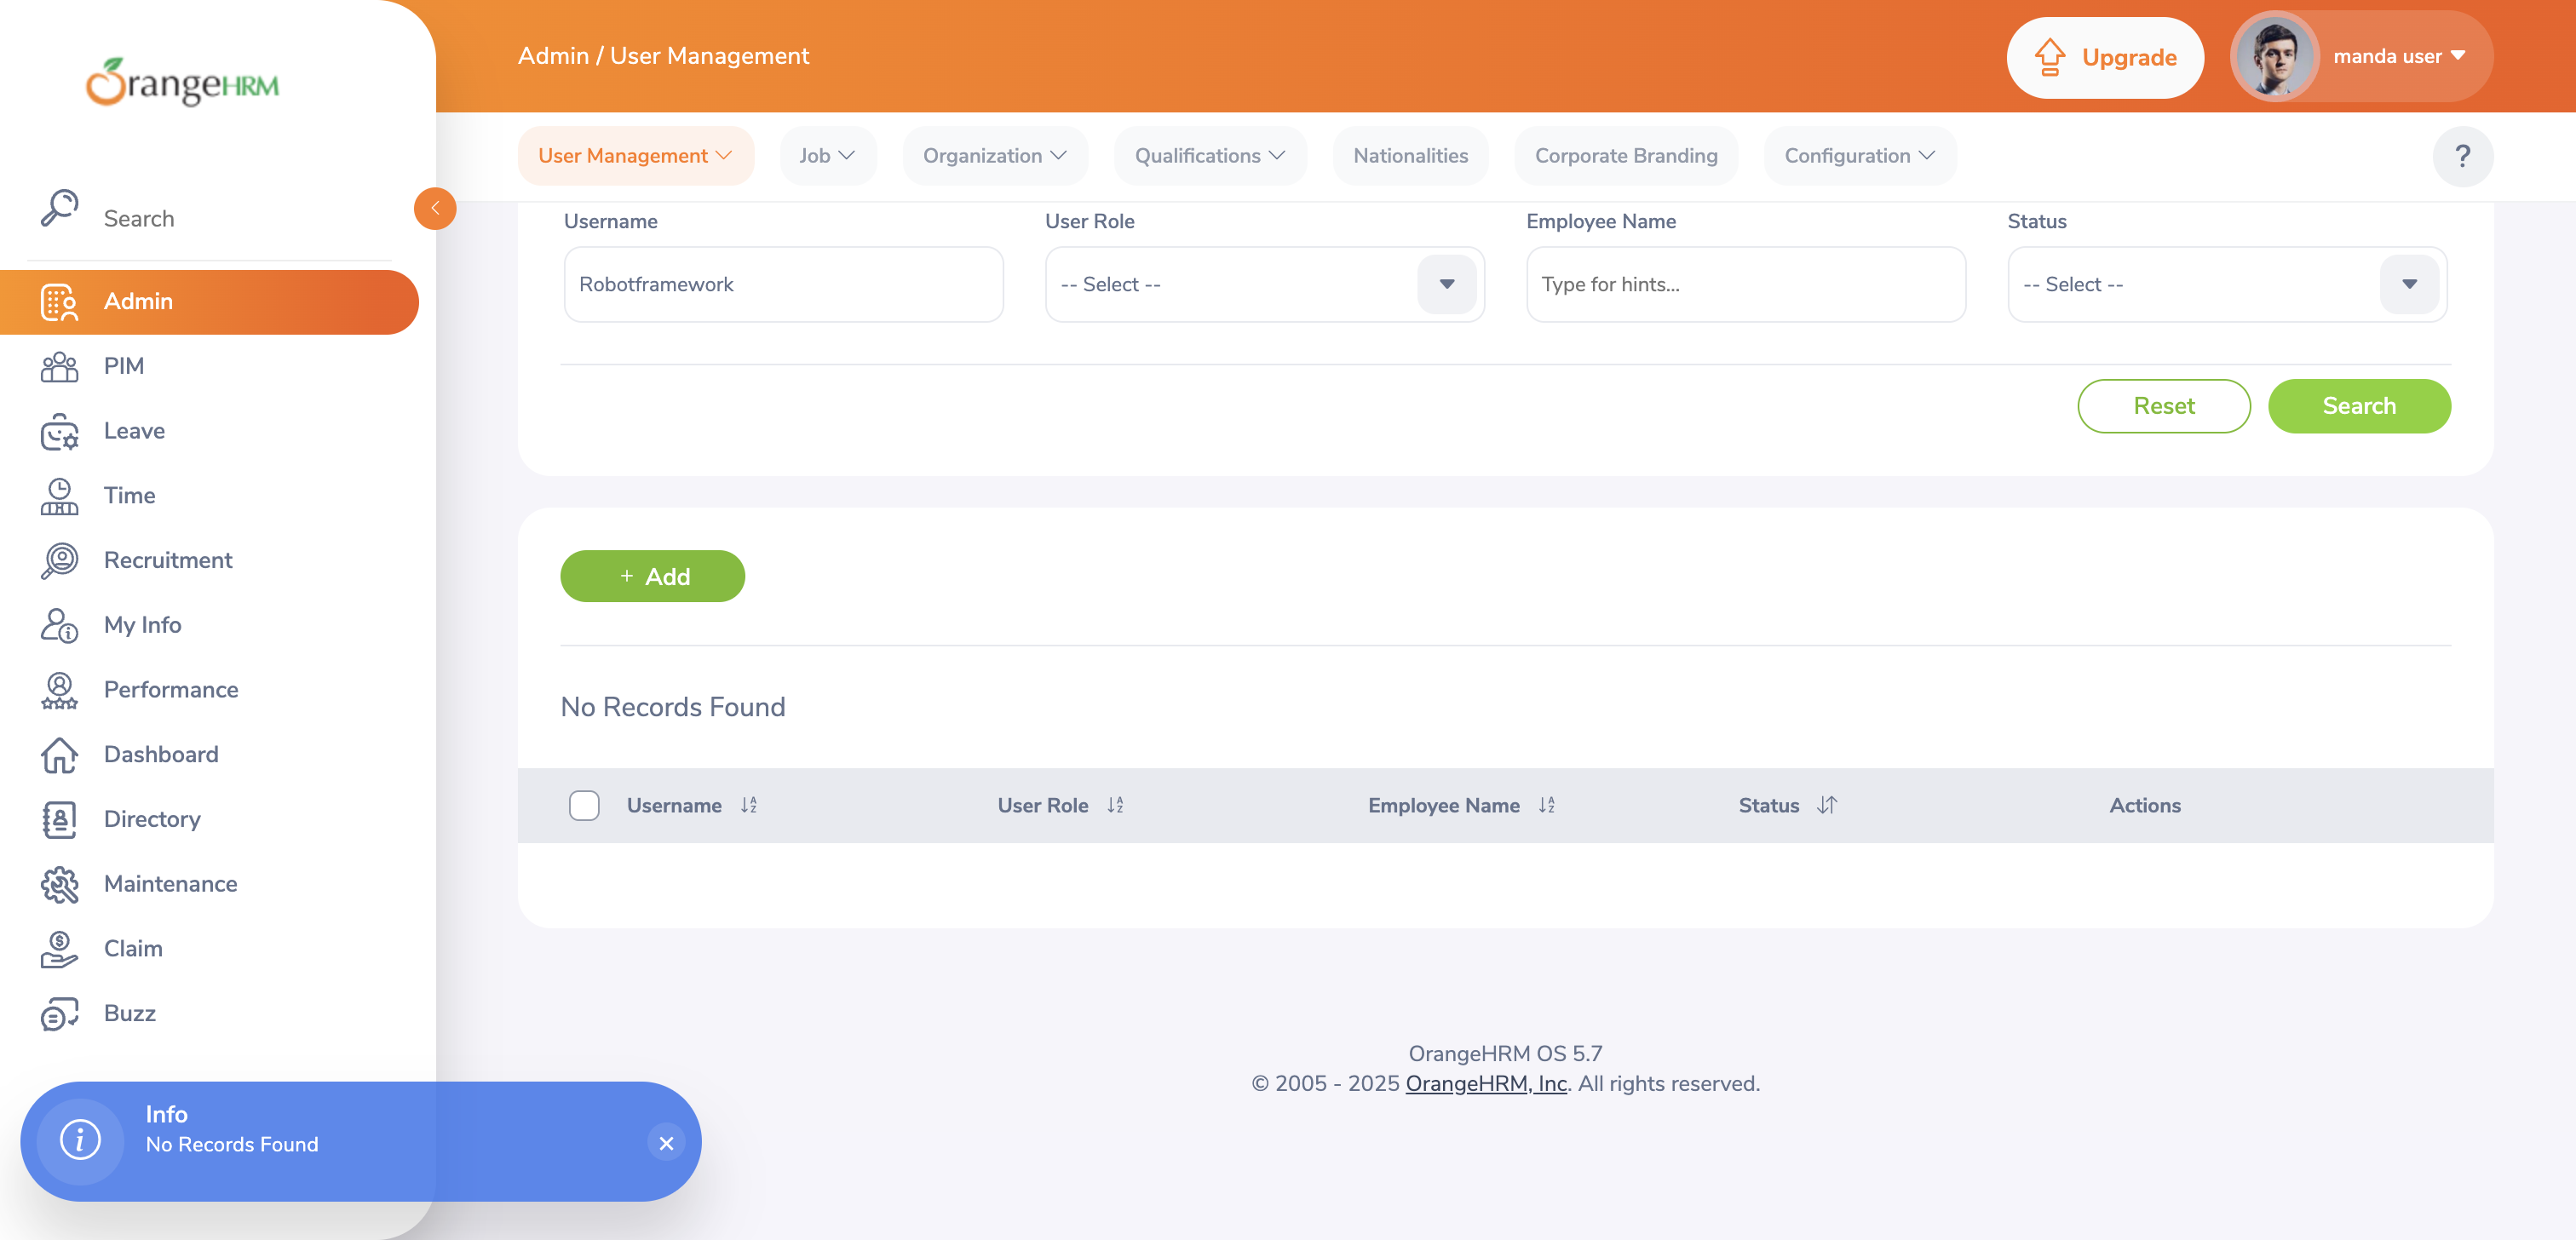 OrangeHRM
Admin / User Management
Upgrade
manda user
User Management
Job
Organization
Qualifications
Nationalities
Corporate Branding
Configuration
?
Search
Admin
PIM
Leave
Time
Recruitment
My Info
Performance
Dashboard
Directory
Maintenance
Claim
Buzz
Username
User Role
Employee Name
Status
Robotframework
-- Select --
Type for hints...
-- Select --
Reset
Search
+ Add
No Records Found
Username
User Role
Employee Name
Status
Actions
OrangeHRM OS 5.7
© 2005 - 2025 OrangeHRM, Inc. All rights reserved.
Info
No Records Found